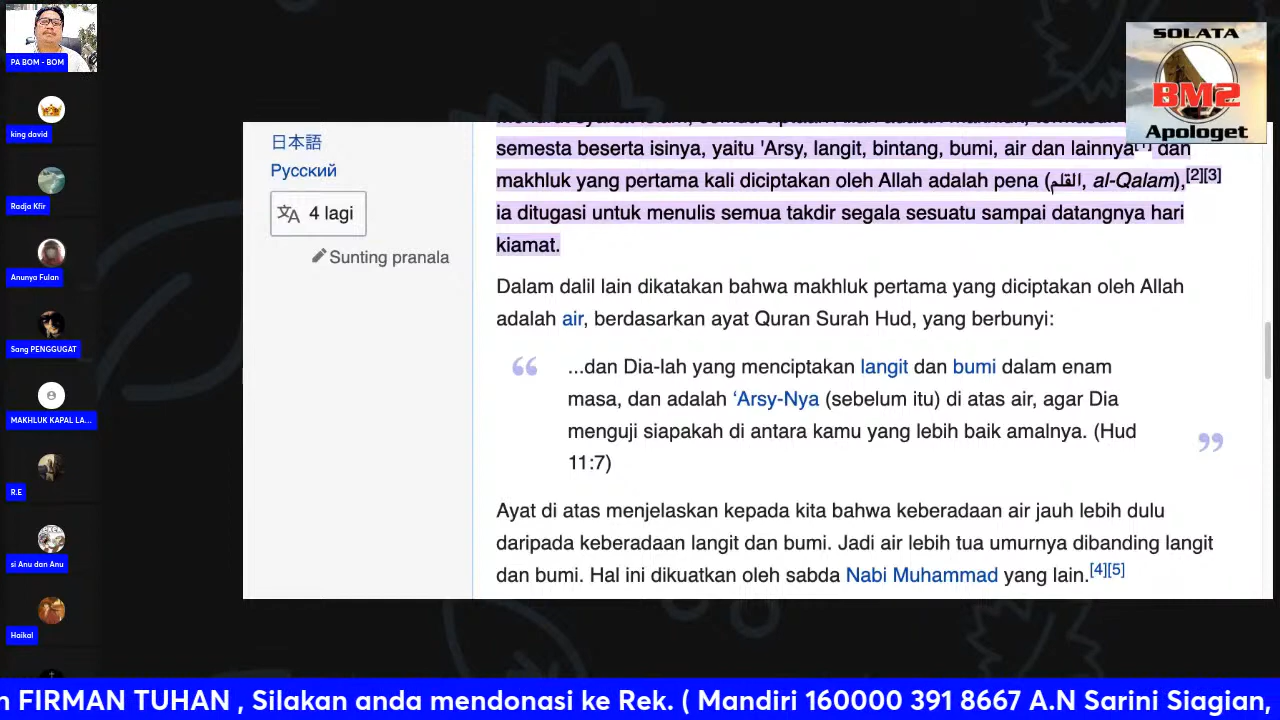 PA BOM - BOM
king david
Radja Kfir
Anunya Fulan
Sang PENGGUGAT
MAKHLUK KAPAL LA...
R.E
si Anu dan Anu
Haikal
SOLATA
BM2
Apologet
日本語
Русский
4 lagi
Sunting pranala
semesta beserta isinya, yaitu 'Arsy, langit, bintang, bumi, air dan lainnya[1] dan
makhluk yang pertama kali diciptakan oleh Allah adalah pena (القلم, al-Qalam),[2][3]
ia ditugasi untuk menulis semua takdir segala sesuatu sampai datangnya hari
kiamat.
Dalam dalil lain dikatakan bahwa makhluk pertama yang diciptakan oleh Allah
adalah air, berdasarkan ayat Quran Surah Hud, yang berbunyi:
“ ...dan Dia-lah yang menciptakan langit dan bumi dalam enam
masa, dan adalah ‘Arsy-Nya (sebelum itu) di atas air, agar Dia
menguji siapakah di antara kamu yang lebih baik amalnya. (Hud
11:7) ”
Ayat di atas menjelaskan kepada kita bahwa keberadaan air jauh lebih dulu
daripada keberadaan langit dan bumi. Jadi air lebih tua umurnya dibanding langit
dan bumi. Hal ini dikuatkan oleh sabda Nabi Muhammad yang lain.[4][5]
FIRMAN TUHAN , Silakan anda mendonasi ke Rek. ( Mandiri 160000 391 8667 A.N Sarini Siagian,